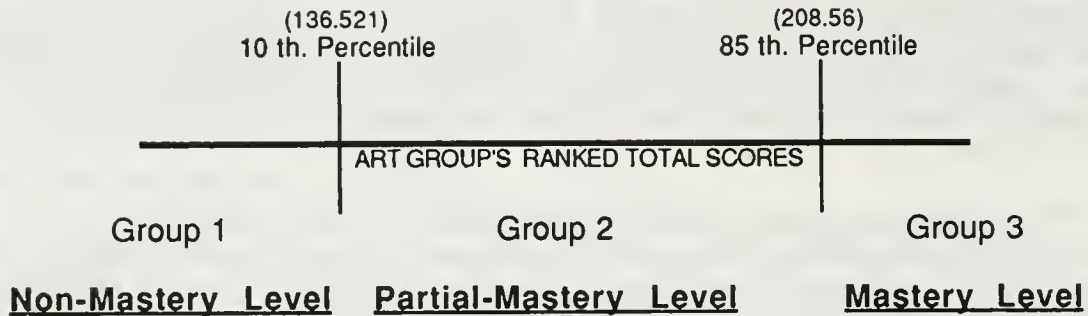 (136.521) (208.56)
10 th. Percentile 85 th. Percentile
ART GROUP'S RANKED TOTAL SCORES
Group 1 Group 2 Group 3
Non-Mastery Level Partial-Mastery Level Mastery Level